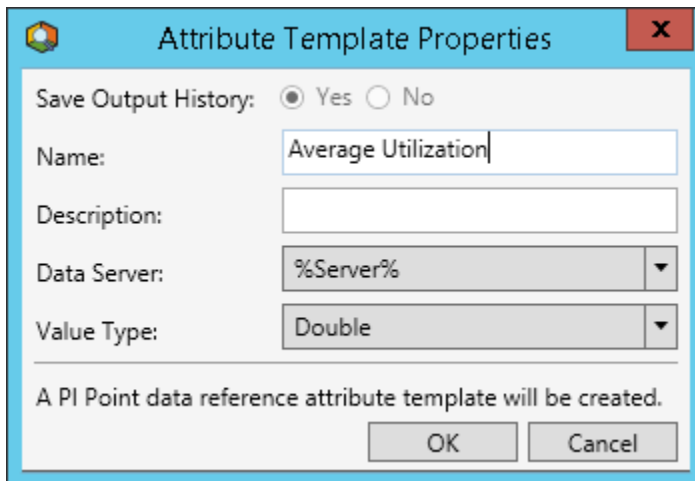 Attribute Template Properties
x
Save Output History: Yes No
Name: Average Utilization
Description:
Data Server: %Server%
Value Type: Double
A PI Point data reference attribute template will be created.
OK Cancel